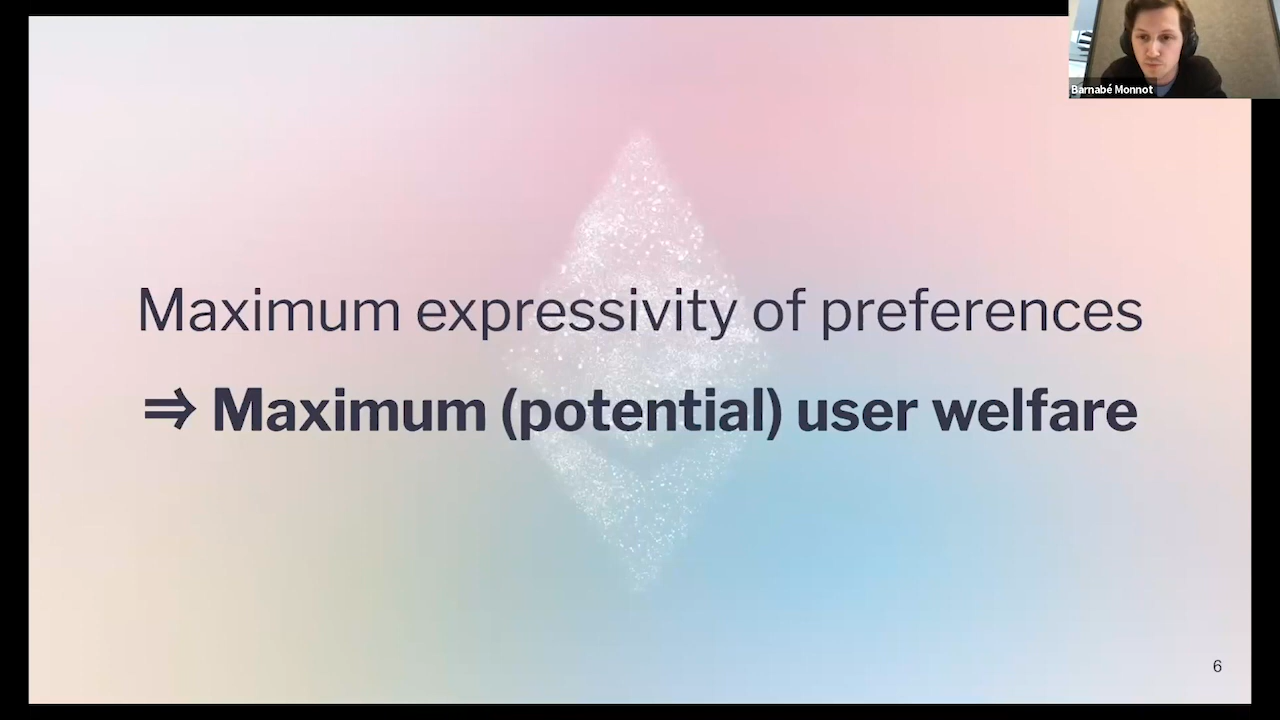 Barnabé Monnot
Maximum expressivity of preferences
⇒ Maximum (potential) user welfare
6